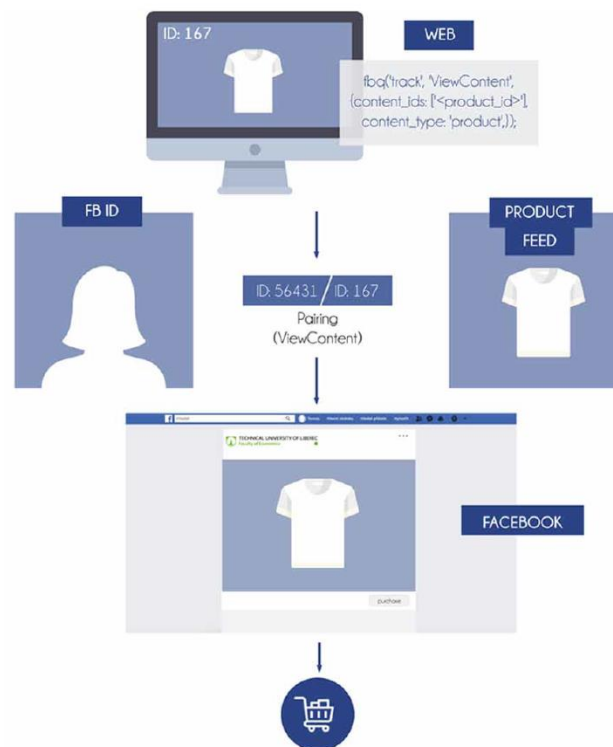 ID: 167
WEB
fbq('track', 'ViewContent',
{content_ids: ['<product_id>'],
content_type: 'product',});
FB ID
PRODUCT
FEED
ID: 56431 / ID: 167
Pairing
(ViewContent)
TECHNICAL UNIVERSITY OF LIBEREC
Faculty of Economics
purchase
FACEBOOK